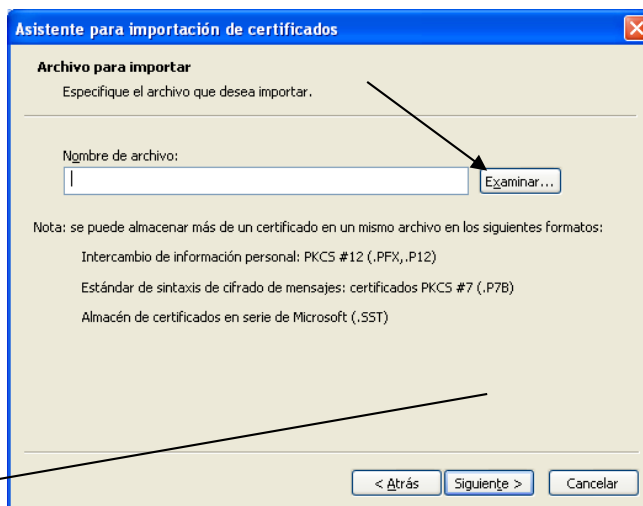 Asistente para importación de certificados
Archivo para importar
Especifique el archivo que desea importar.
Nombre de archivo:
Examinar...
Nota: se puede almacenar más de un certificado en un mismo archivo en los siguientes formatos:
Intercambio de información personal: PKCS #12 (.PFX,.P12)
Estándar de sintaxis de cifrado de mensajes: certificados PKCS #7 (.P7B)
Almacén de certificados en serie de Microsoft (.SST)
< Atrás Siguiente > Cancelar